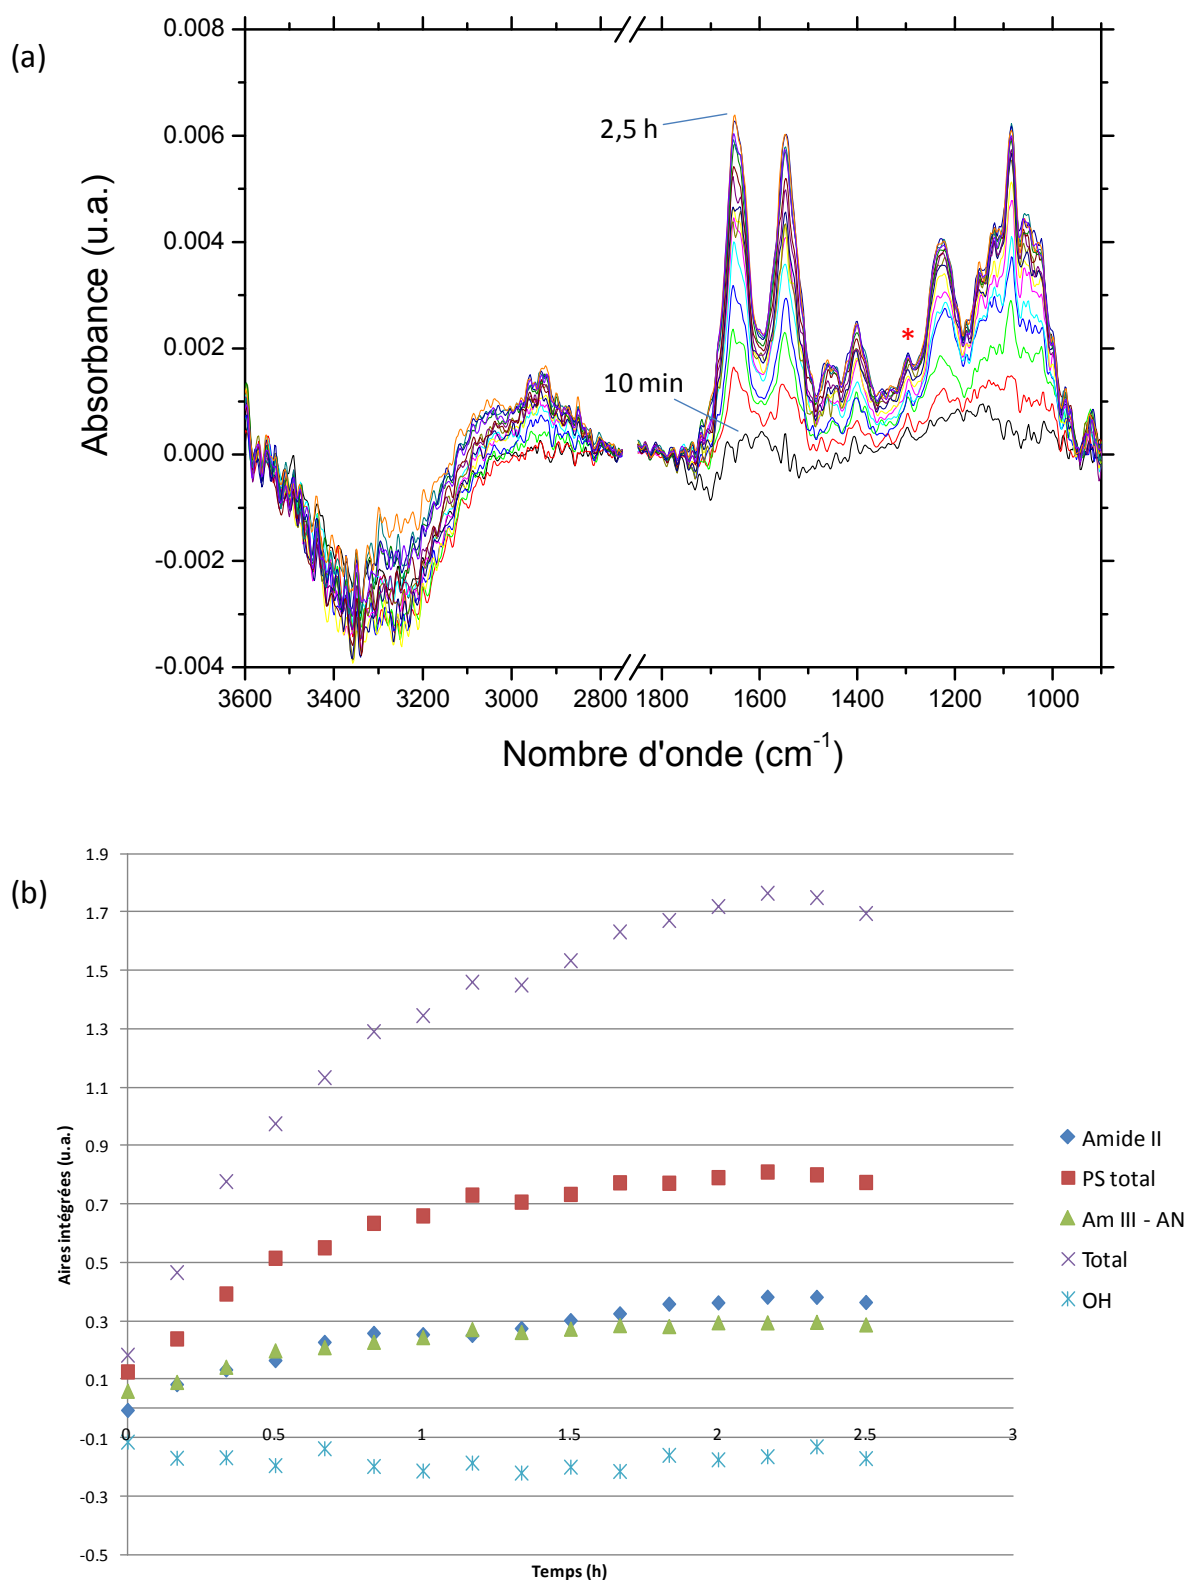 (a)
0.008
0.006
0.004
0.002
0.000
-0.002
-0.004
Absorbance (u.a.)
2,5 h
10 min
*
3600
3400
3200
3000
2800
1800
1600
1400
1200
1000
Nombre d'onde (cm⁻¹)
(b)
1.9
1.7
1.5
1.3
1.1
0.9
0.7
0.5
0.3
0.1
-0.1
-0.3
-0.5
Aires intégrées (u.a.)
0
0.5
1
1.5
2
2.5
3
Temps (h)
Amide II
PS total
Am III - AN
Total
OH